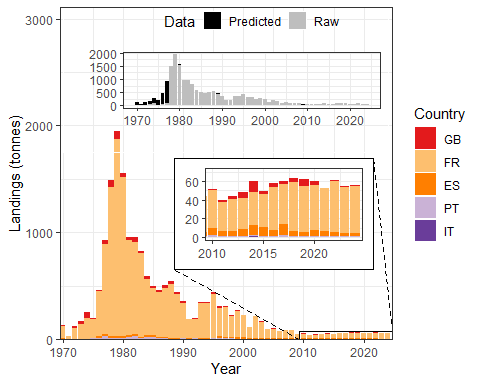 Data Predicted Raw
3000
2000
1500
1000
500
0
1970 1980 1990 2000 2010 2020
Country
GB
FR
ES
PT
IT
2000
60
40
20
0
2010 2015 2020
1000
0
1970 1980 1990 2000 2010 2020
Landings (tonnes)
Year